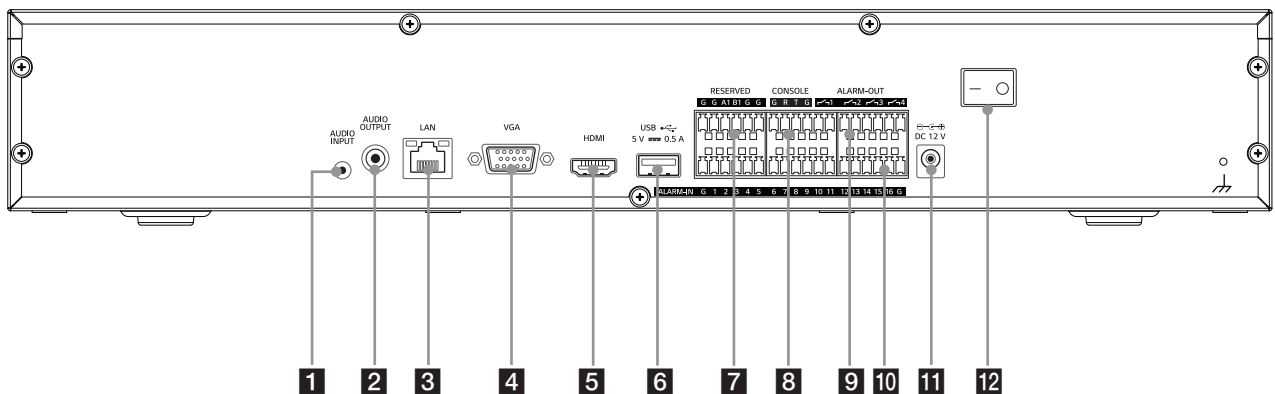 RESERVED CONSOLE ALARM-OUT
G G A1 B1 G G G R T G 1 2 3 4
AUDIO INPUT
AUDIO OUTPUT
LAN
VGA
HDMI
USB
5 V 0.5 A
DC 12 V
ALARM-IN G 1 2 3 4 5 6 7 8 9 10 11 12 13 14 15 16 G
1 2 3 4 5 6 7 8 9 10 11 12